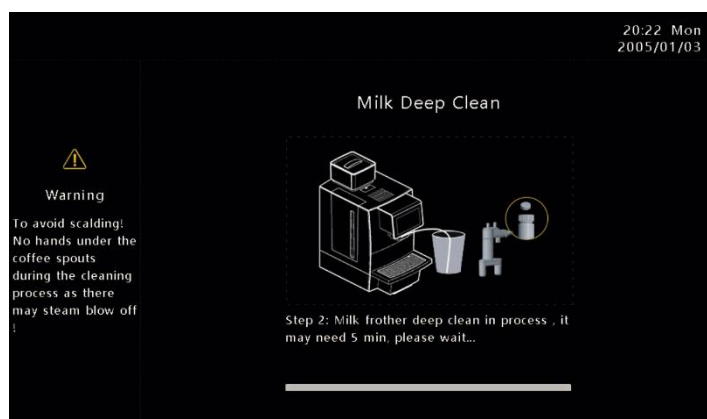 20:22 Mon
2005/01/03
Milk Deep Clean
Warning
To avoid scalding!
No hands under the
coffee spouts
during the cleaning
process as there
may steam blow off
!
Step 2: Milk frother deep clean in process , it
may need 5 min, please wait...